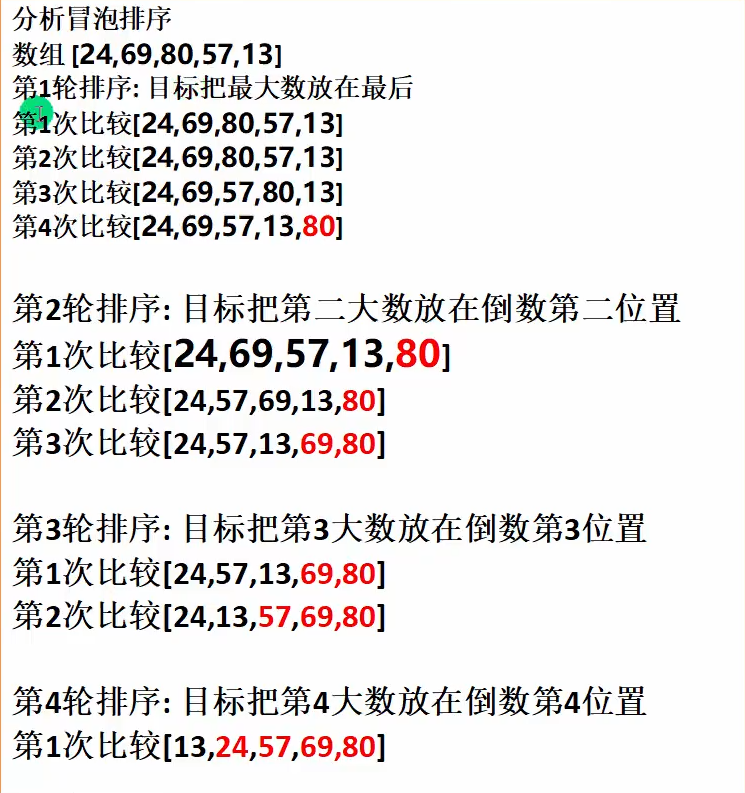 分析冒泡排序
数组 [24,69,80,57,13]
第1轮排序: 目标把最大数放在最后
第1次比较[24,69,80,57,13]
第2次比较[24,69,80,57,13]
第3次比较[24,69,57,80,13]
第4次比较[24,69,57,13,80]
第2轮排序: 目标把第二大数放在倒数第二位置
第1次比较[24,69,57,13,80]
第2次比较[24,57,69,13,80]
第3次比较[24,57,13,69,80]
第3轮排序: 目标把第3大数放在倒数第3位置
第1次比较[24,57,13,69,80]
第2次比较[24,13,57,69,80]
第4轮排序: 目标把第4大数放在倒数第4位置
第1次比较[13,24,57,69,80]